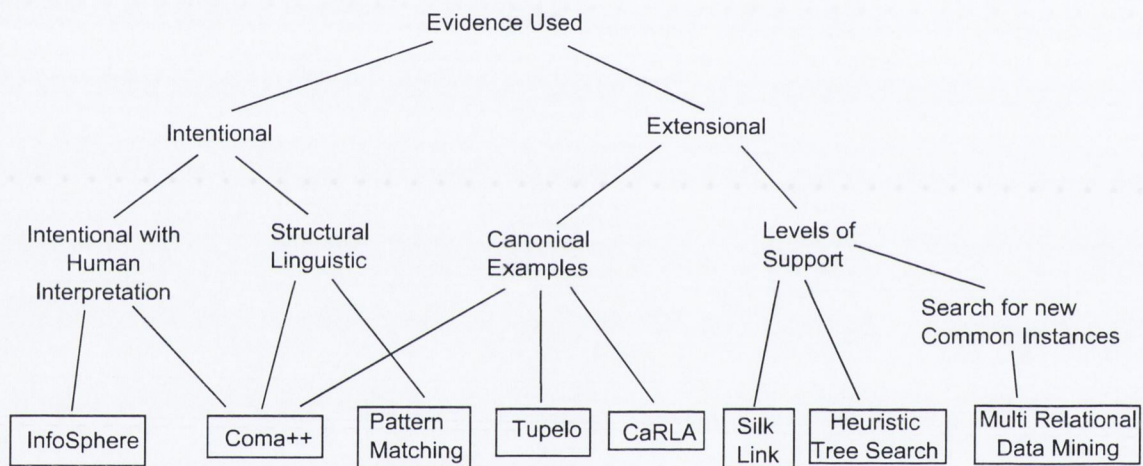 Evidence Used
Intentional
Extensional
Intentional with
Human
Interpretation
Structural
Linguistic
Canonical
Examples
Levels of
Support
Search for new
Common Instances
InfoSphere
Coma++
Pattern
Matching
Tupelo
CaRLA
Silk
Link
Heuristic
Tree Search
Multi Relational
Data Mining